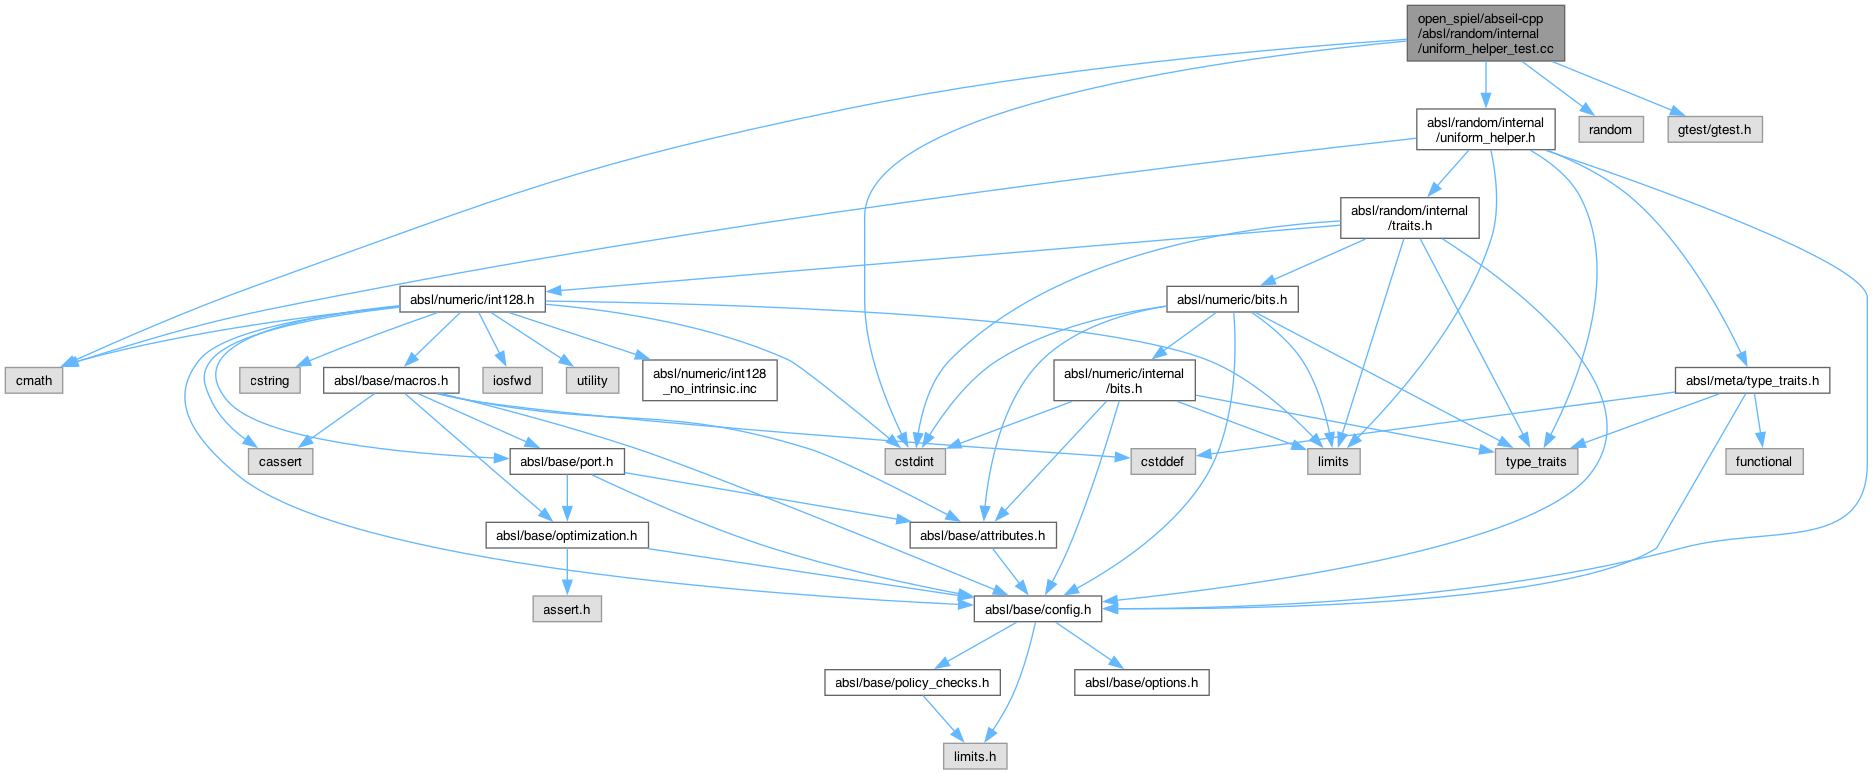 open_spiel/abseil-cpp
/absl/random/internal
/uniform_helper_test.cc
absl/random/internal
/uniform_helper.h
random
gtest/gtest.h
absl/random/internal
/traits.h
absl/numeric/int128.h
absl/numeric/bits.h
cmath
cstring
absl/base/macros.h
iosfwd
utility
absl/numeric/int128
_no_intrinsic.inc
absl/numeric/internal
/bits.h
absl/meta/type_traits.h
cassert
absl/base/port.h
cstdint
cstddef
limits
type_traits
functional
absl/base/optimization.h
absl/base/attributes.h
assert.h
absl/base/config.h
absl/base/policy_checks.h
absl/base/options.h
limits.h